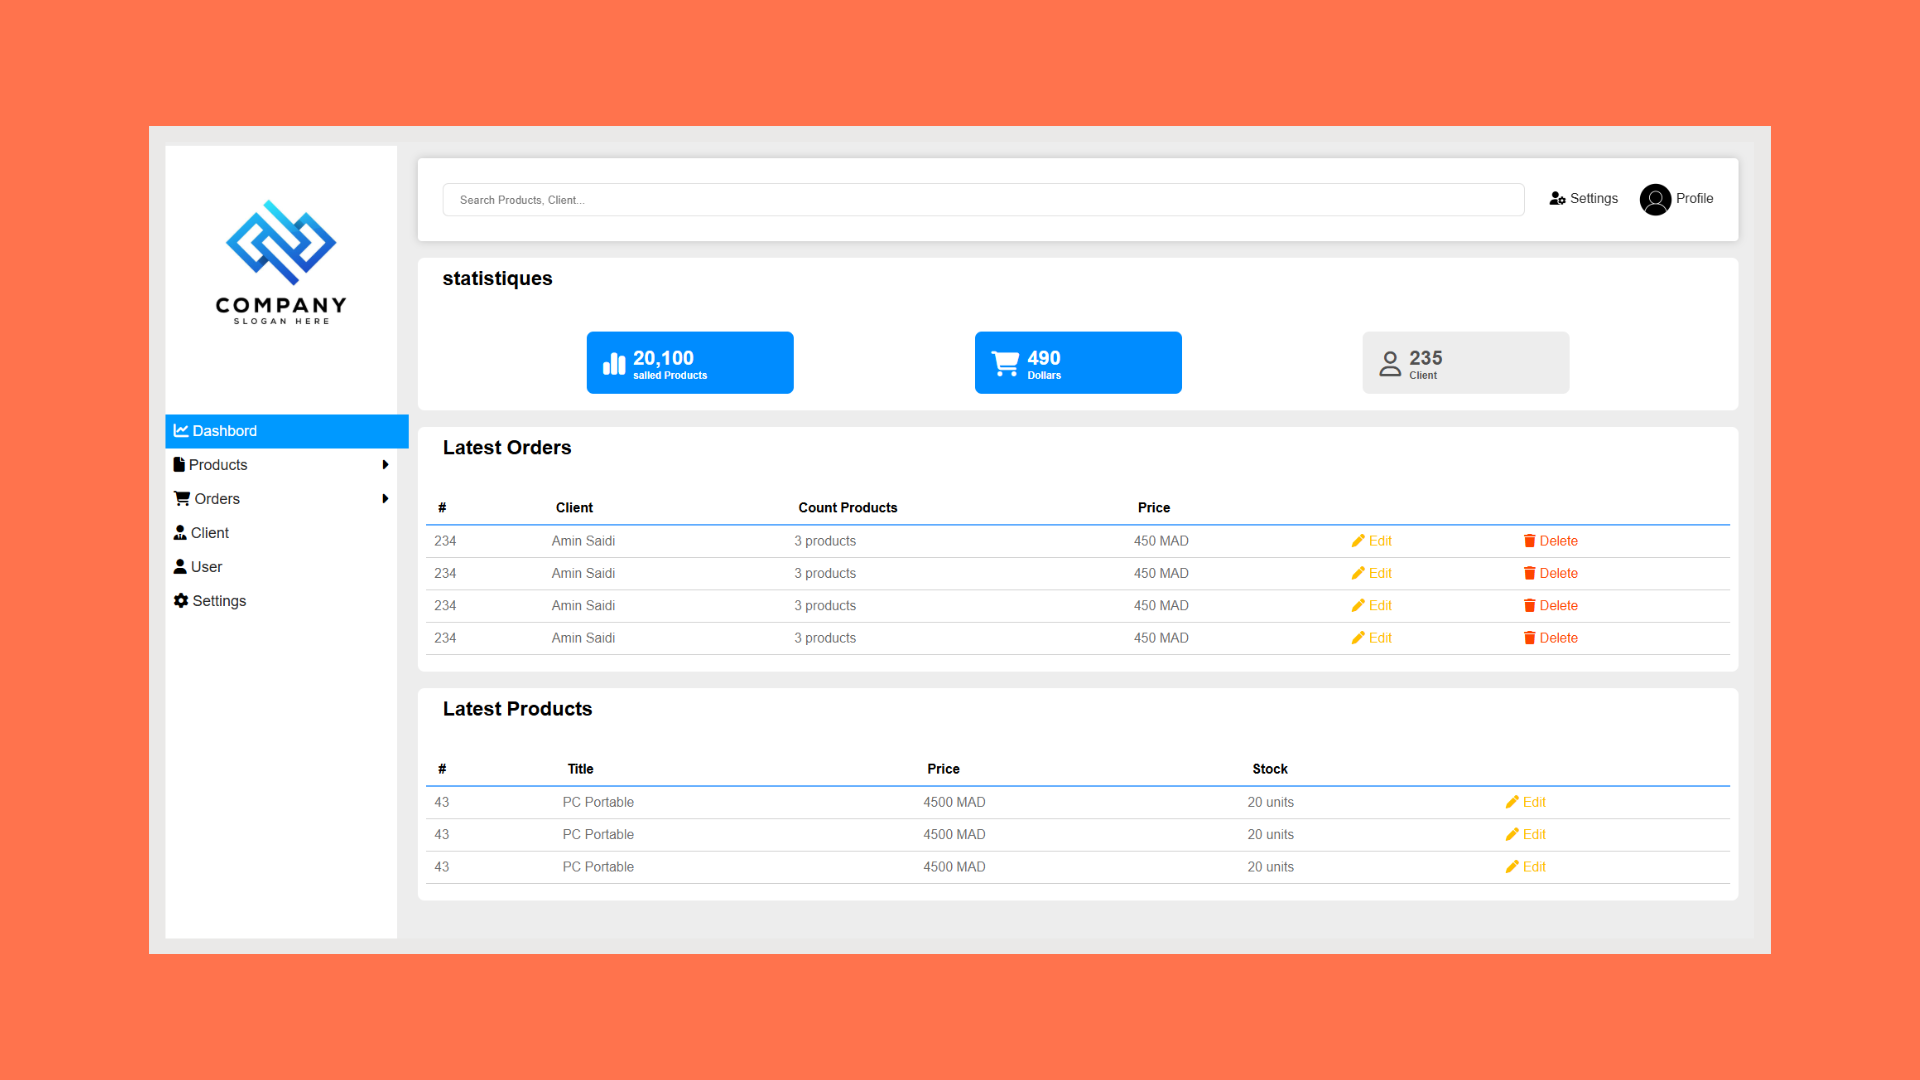 COMPANY
SLOGAN HERE
Dashbord
Products
Orders
Client
User
Settings
Search Products, Client...
Settings
Profile
statistiques
20,100
salled Products
490
Dollars
235
Client
Latest Orders
# Client Count Products Price
234 Amin Saidi 3 products 450 MAD Edit Delete
234 Amin Saidi 3 products 450 MAD Edit Delete
234 Amin Saidi 3 products 450 MAD Edit Delete
234 Amin Saidi 3 products 450 MAD Edit Delete
Latest Products
# Title Price Stock
43 PC Portable 4500 MAD 20 units Edit
43 PC Portable 4500 MAD 20 units Edit
43 PC Portable 4500 MAD 20 units Edit